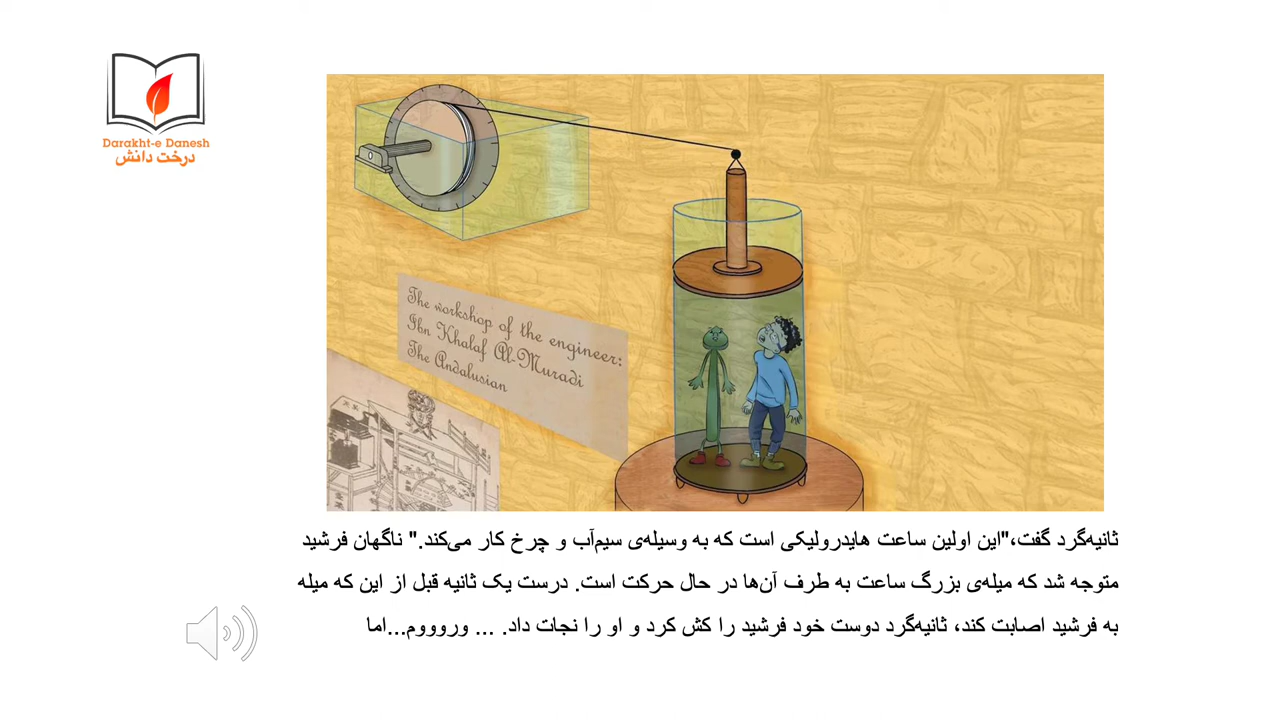 Darakht-e Danesh
درخت دانش
The workshop of the engineer:
Ibn Khalaf Al-Muradi
The Andalusian
ثانیه‌گرد گفت،"این اولین ساعت هایدرولیکی است که به وسیله‌ی سیم‌آب و چرخ کار می‌کند." ناگهان فرشید
متوجه شد که میله‌ی بزرگ ساعت به طرف آن‌ها در حال حرکت است. درست یک ثانیه قبل از این که میله
به فرشید اصابت کند، ثانیه‌گرد دوست خود فرشید را کش کرد و او را نجات داد. ... وروووم...اما